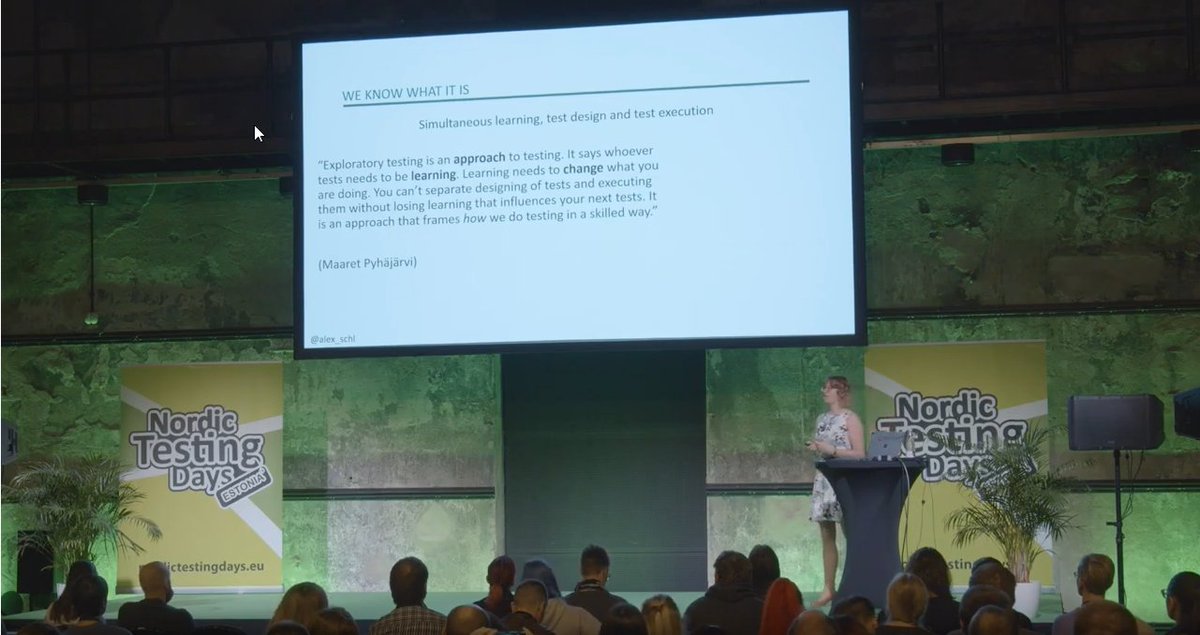 WE KNOW WHAT IT IS
Simultaneous learning, test design and test execution
“Exploratory testing is an approach to testing. It says whoever
tests needs to be learning. Learning needs to change what you
are doing. You can’t separate designing of tests and executing
them without losing learning that influences your next tests. It
is an approach that frames how we do testing in a skilled way.”
(Maaret Pyhäjärvi)
@alex_schl
Nordic
Testing
Days
ESTONIA
dictestingdays.eu
Nordic
Testing
Days